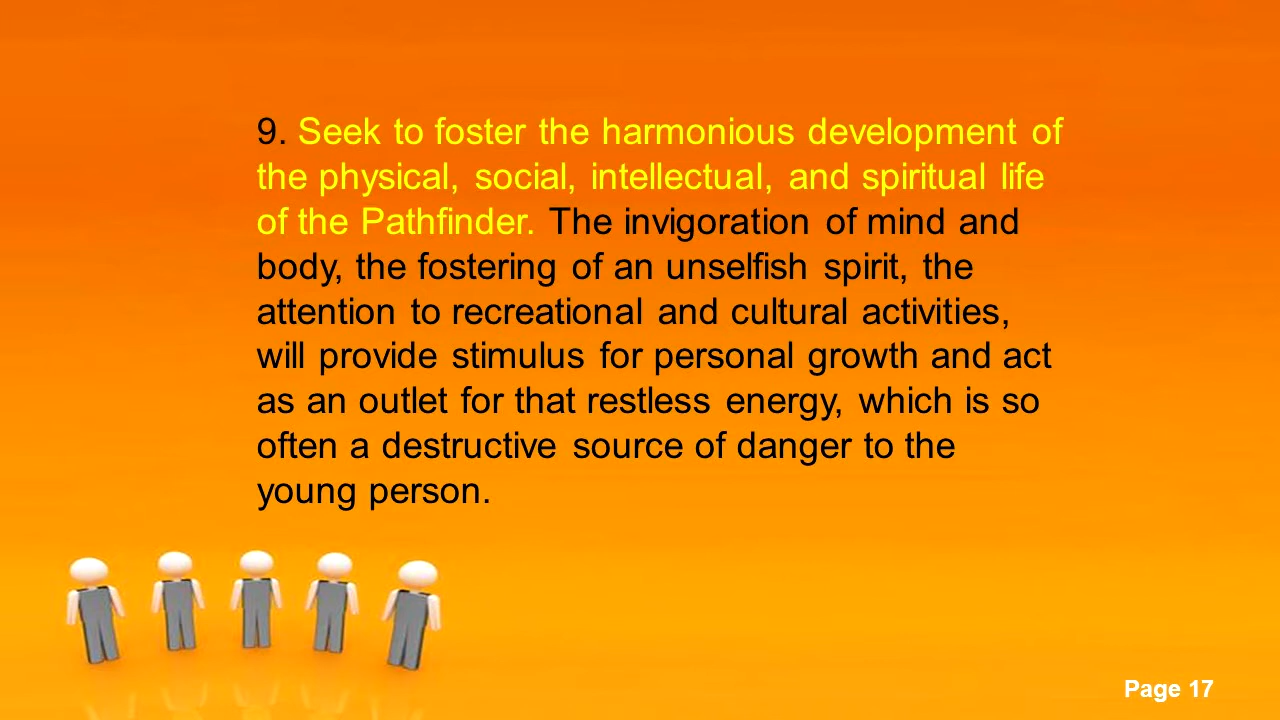 9. Seek to foster the harmonious development of
the physical, social, intellectual, and spiritual life
of the Pathfinder. The invigoration of mind and
body, the fostering of an unselfish spirit, the
attention to recreational and cultural activities,
will provide stimulus for personal growth and act
as an outlet for that restless energy, which is so
often a destructive source of danger to the
young person.
Page 17